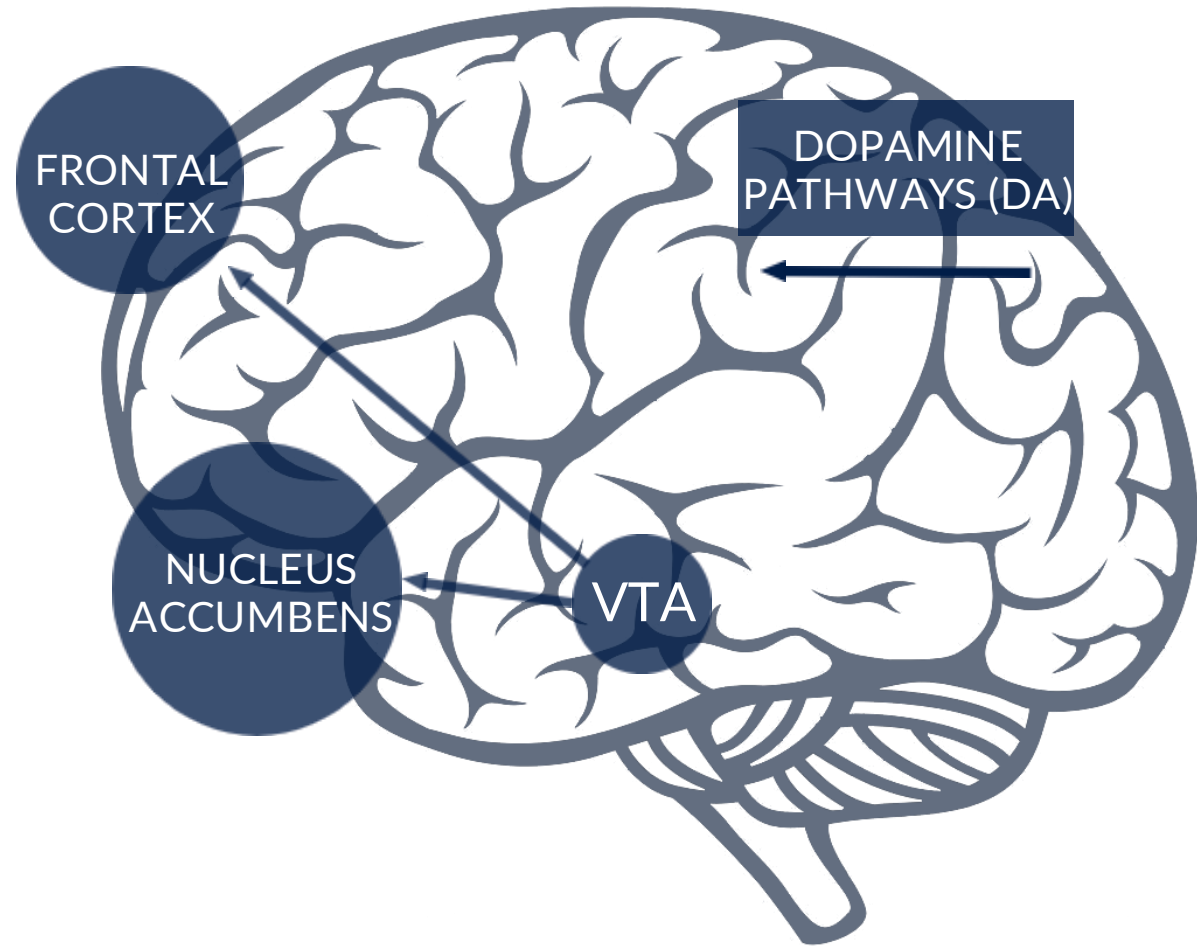 FRONTAL
CORTEX
DOPAMINE
PATHWAYS (DA)
NUCLEUS
ACCUMBENS
VTA